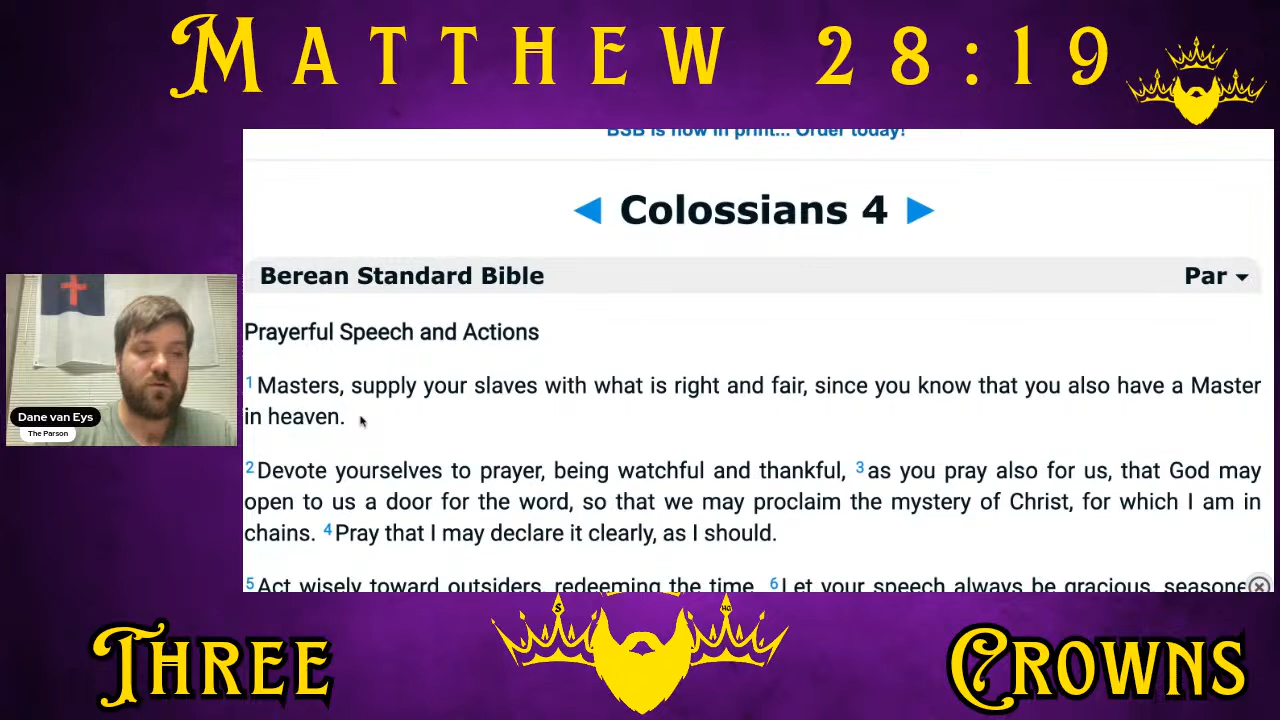 MATTHEW 28:19
BSB is now in print... Order today!
Colossians 4
Berean Standard Bible
Par
Prayerful Speech and Actions
1 Masters, supply your slaves with what is right and fair, since you know that you also have a Master
in heaven.
2 Devote yourselves to prayer, being watchful and thankful, 3 as you pray also for us, that God may
open to us a door for the word, so that we may proclaim the mystery of Christ, for which I am in
chains. 4 Pray that I may declare it clearly, as I should.
5 Act wisely toward outsiders, redeeming the time. 6 Let your speech always be gracious, seasone
Dane van Eys
The Parson
THREE
CROWNS